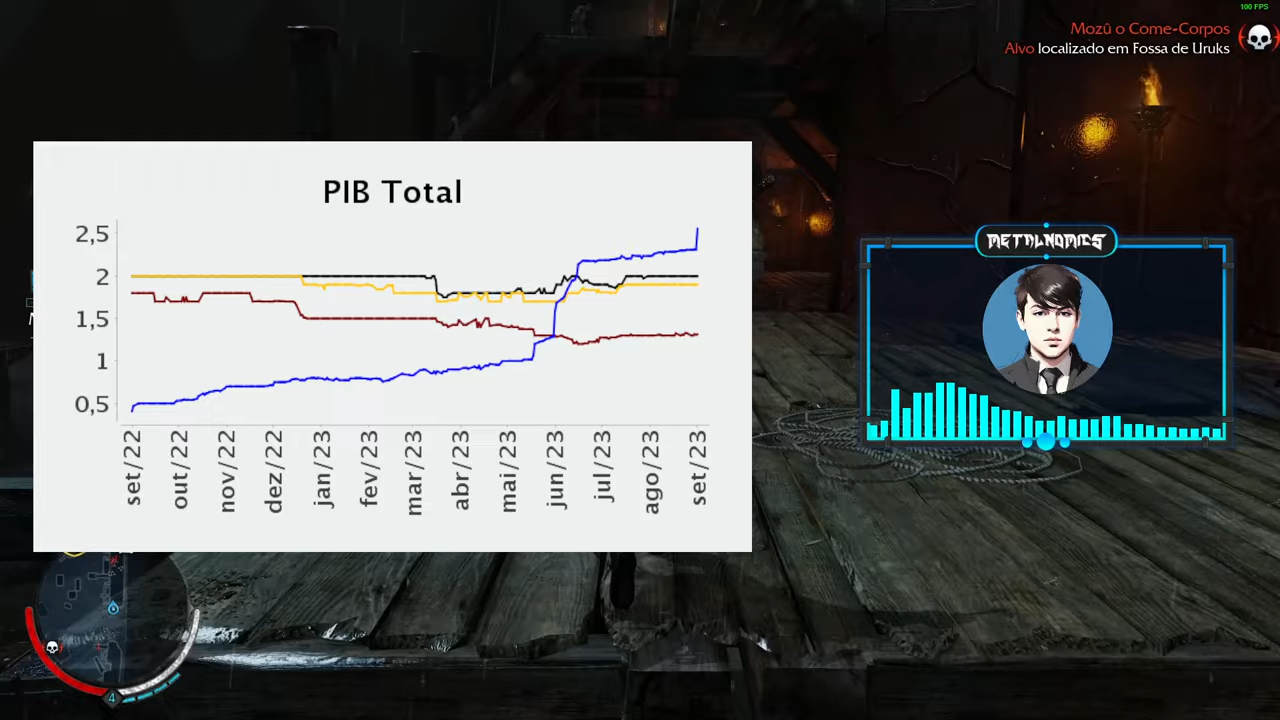 100 FPS
Mozû o Come-Corpos
Alvo localizado em Fossa de Uruks
PIB Total
2,5
2
1,5
1
0,5
set/22
out/22
nov/22
dez/22
jan/23
fev/23
mar/23
abr/23
mai/23
jun/23
jul/23
ago/23
set/23
METALNOMICS
4